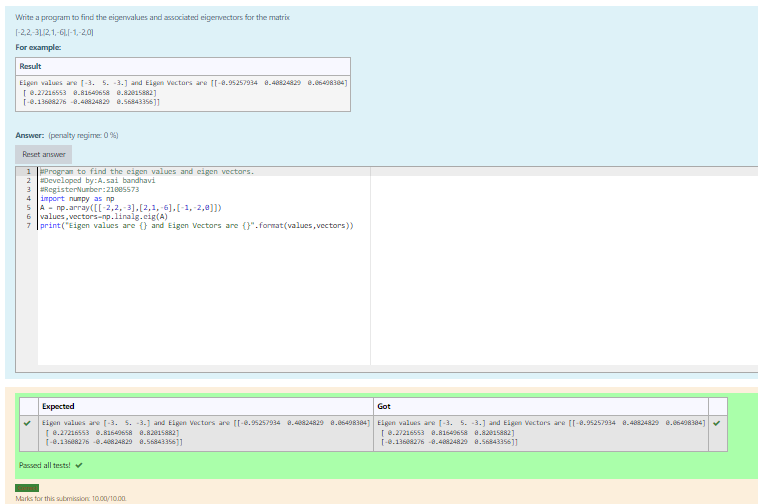 Write a program to find the eigenvalues and associated eigenvectors for the matrix
[-2,2,-3],[2,1,-6],[-1,-2,0]
For example:
Result
Eigen values are [-3.  5. -3.] and Eigen Vectors are [[-0.95257934  0.40824829  0.06498304]
[ 0.27216553  0.81649658  0.82015882]
[-0.13608276 -0.40824829  0.56843356]]
Answer: (penalty regime: 0 %)
Reset answer
1 #Program to find the eigen values and eigen vectors.
2 #Developed by:A.sai bandhavi
3 #RegisterNumber:21005573
4 import numpy as np
5 A = np.array([[-2,2,-3],[2,1,-6],[-1,-2,0]])
6 values,vectors=np.linalg.eig(A)
7 print("Eigen values are {} and Eigen Vectors are {}".format(values,vectors))
Expected Got
Eigen values are [-3.  5. -3.] and Eigen Vectors are [[-0.95257934  0.40824829  0.06498304] Eigen values are [-3.  5. -3.] and Eigen Vectors are [[-0.95257934  0.40824829  0.06498304]
[ 0.27216553  0.81649658  0.82015882] [ 0.27216553  0.81649658  0.82015882]
[-0.13608276 -0.40824829  0.56843356]] [-0.13608276 -0.40824829  0.56843356]]
Passed all tests!
Marks for this submission: 10.00/10.00.